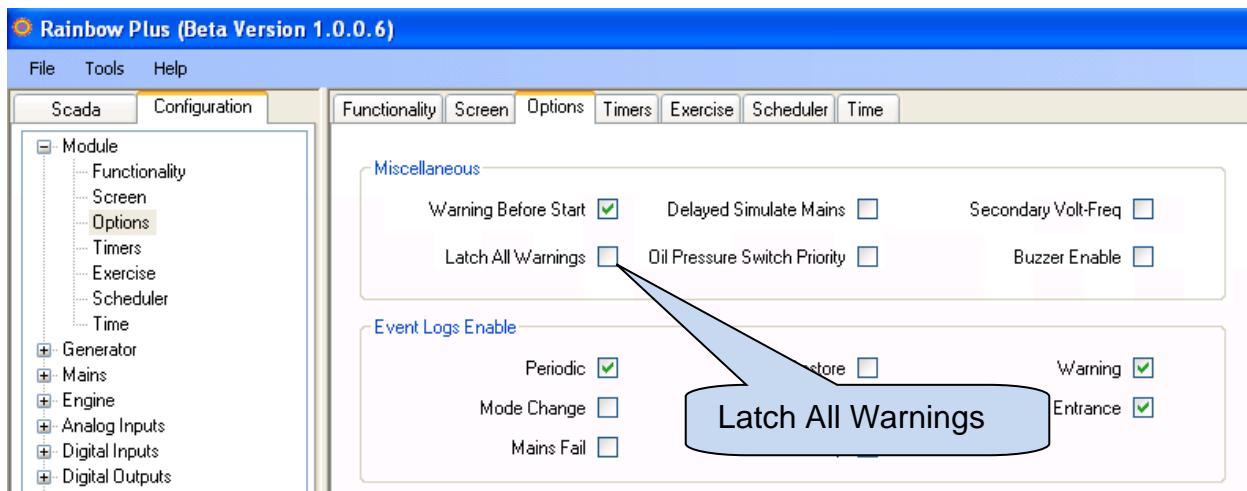 Rainbow Plus (Beta Version 1.0.0.6)
File Tools Help
Scada Configuration
Functionality Screen Options Timers Exercise Scheduler Time
Module
Functionality
Screen
Options
Timers
Exercise
Scheduler
Time
Generator
Mains
Engine
Analog Inputs
Digital Inputs
Digital Outputs
Miscellaneous
Warning Before Start Delayed Simulate Mains Secondary Volt-Freq
Latch All Warnings Oil Pressure Switch Priority Buzzer Enable
Event Logs Enable
Periodic Warning
Mode Change Entrance
Mains Fail
Latch All Warnings